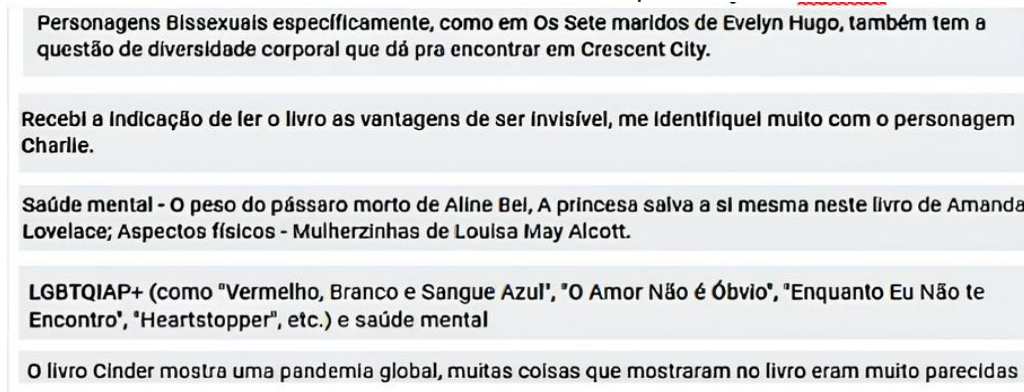 Personagens Bissexuais específicamente, como em Os Sete maridos de Evelyn Hugo, também tem a
questão de diversidade corporal que dá pra encontrar em Crescent City.
Recebi a indicação de ler o livro as vantagens de ser invisível, me identifiquei muito com o personagem
Charlie.
Saúde mental - O peso do pássaro morto de Aline Bei, A princesa salva a si mesma neste livro de Amanda
Lovelace; Aspectos físicos - Mulherzinhas de Louisa May Alcott.
LGBTQIAP+ (como "Vermelho, Branco e Sangue Azul", "O Amor Não é Óbvio", "Enquanto Eu Não te
Encontro", "Heartstopper", etc.) e saúde mental
O livro Cinder mostra uma pandemia global, muitas coisas que mostraram no livro eram muito parecidas